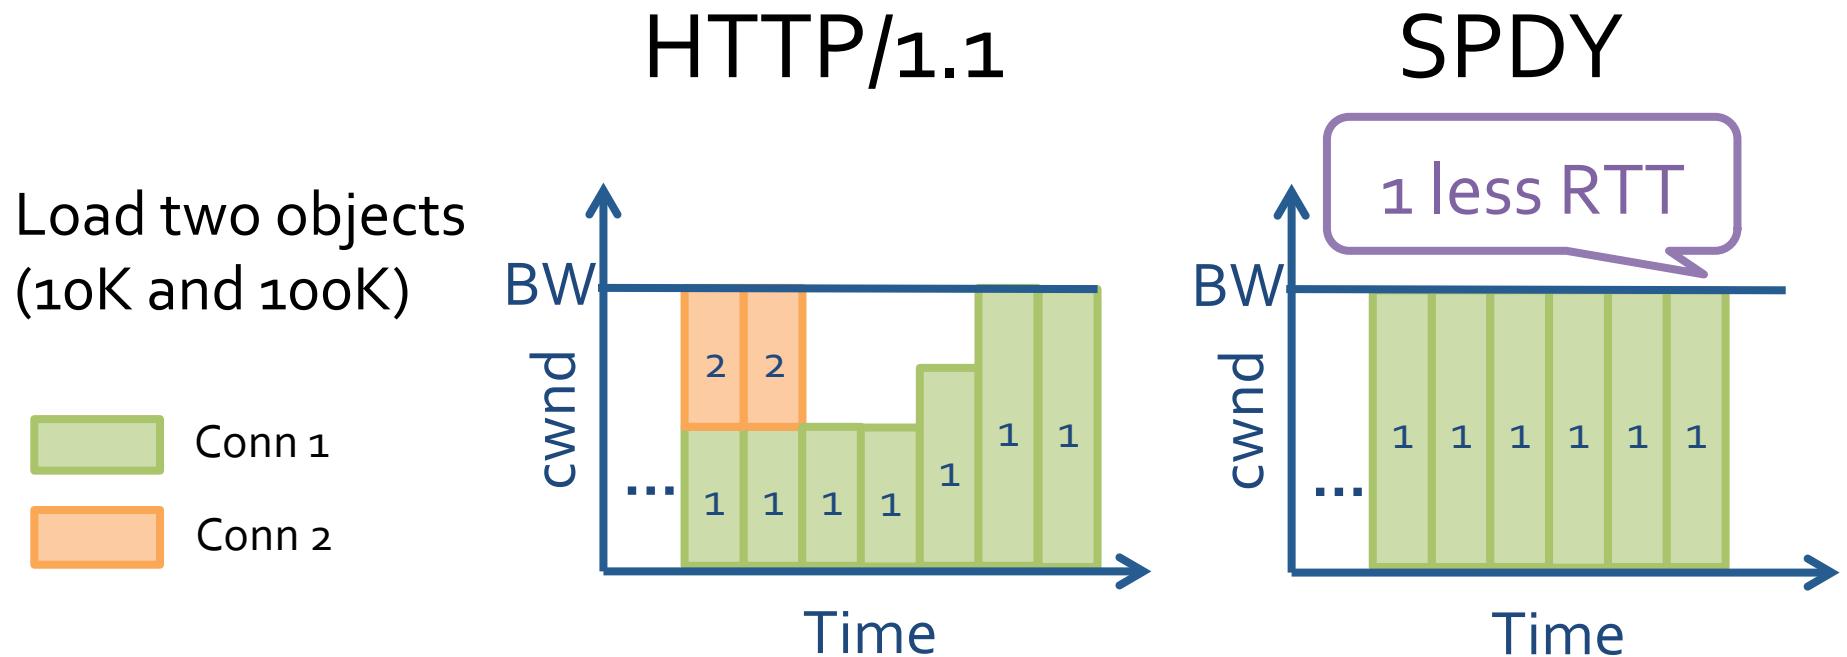 HTTP/1.1
SPDY
1 less RTT
Load two objects
(10K and 100K)
Conn 1
Conn 2
BW
cwnd
...
2 2
1 1 1 1 1 1 1
Time
BW
cwnd
...
1 1 1 1 1 1
Time